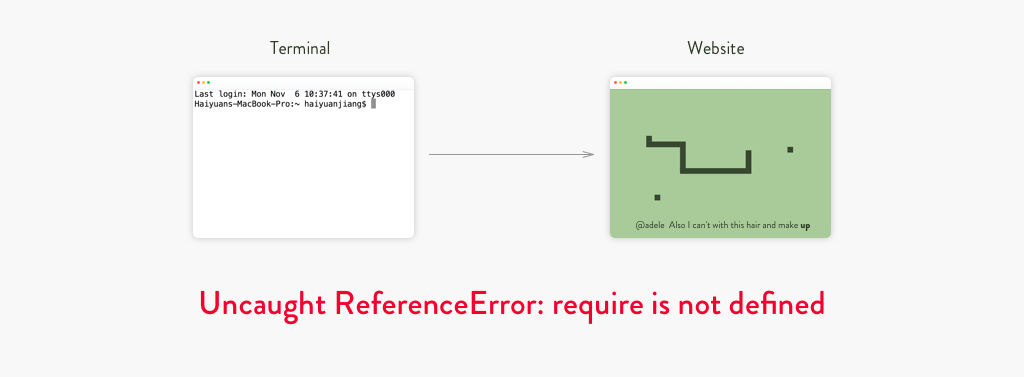 Terminal
Website
Last login: Mon Nov  6 10:37:41 on ttys000
Haiyuans-MacBook-Pro:~ haiyuanjiang$
@adele  Also I can't with this hair and make up
Uncaught ReferenceError: require is not defined